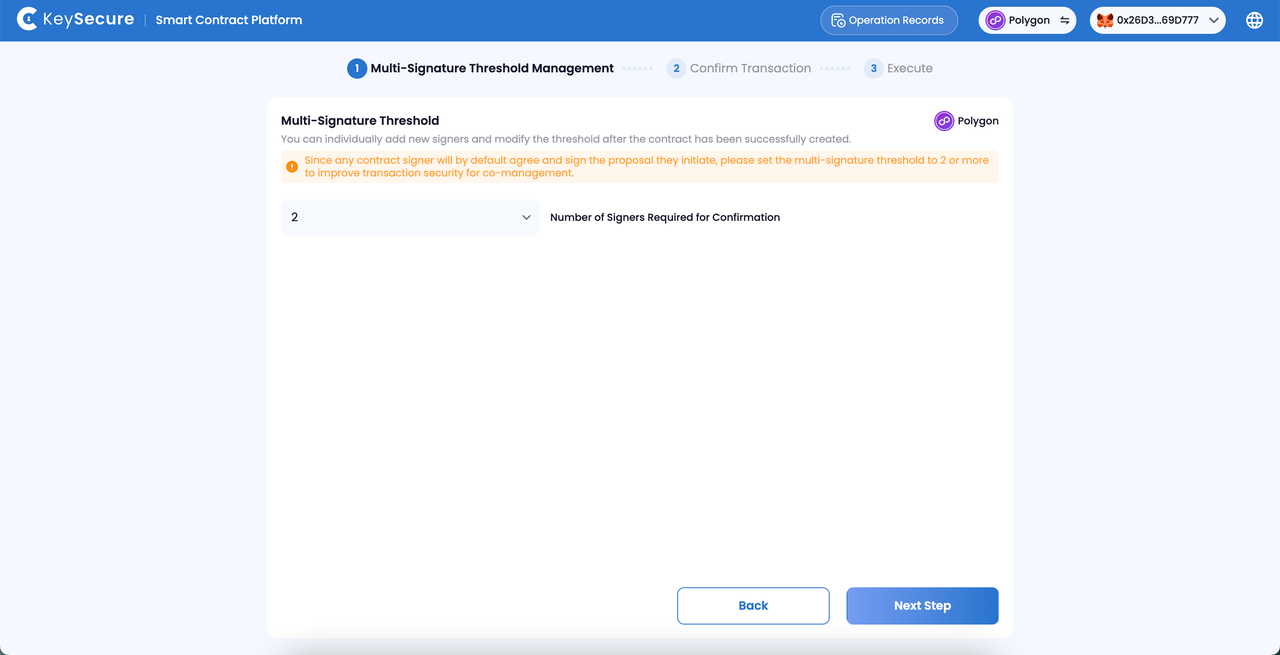 KeySecure | Smart Contract Platform
Operation Records
Polygon
0x26D3...69D777
1 Multi-Signature Threshold Management
2 Confirm Transaction
3 Execute
Multi-Signature Threshold
Polygon
You can individually add new signers and modify the threshold after the contract has been successfully created.
Since any contract signer will by default agree and sign the proposal they initiate, please set the multi-signature threshold to 2 or more
to improve transaction security for co-management.
2
Number of Signers Required for Confirmation
Back
Next Step